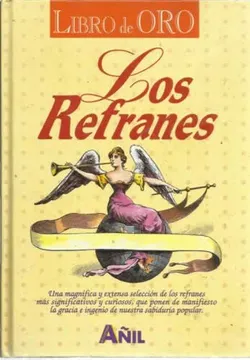 LIBRO de ORO
Los
Refranes
Una magnífica y extensa selección de los refranes
más significativos y curiosos, que ponen de manifiesto
la gracia e ingenio de nuestra sabiduría popular.
AÑIL